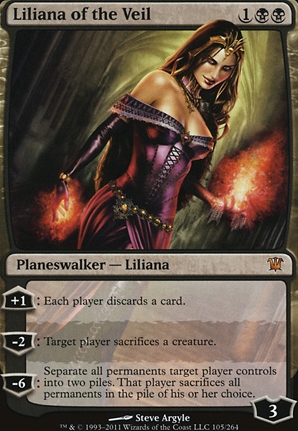 Liliana of the Veil 1
Planeswalker — Liliana
+1 : Each player discards a card.
-2 : Target player sacrifices a creature.
Separate all permanents target player controls
-6 : into two piles. That player sacrifices all
permanents in the pile of his or her choice.
3
Steve Argyle
™ & © 1993–2011 Wizards of the Coast LLC 105/264